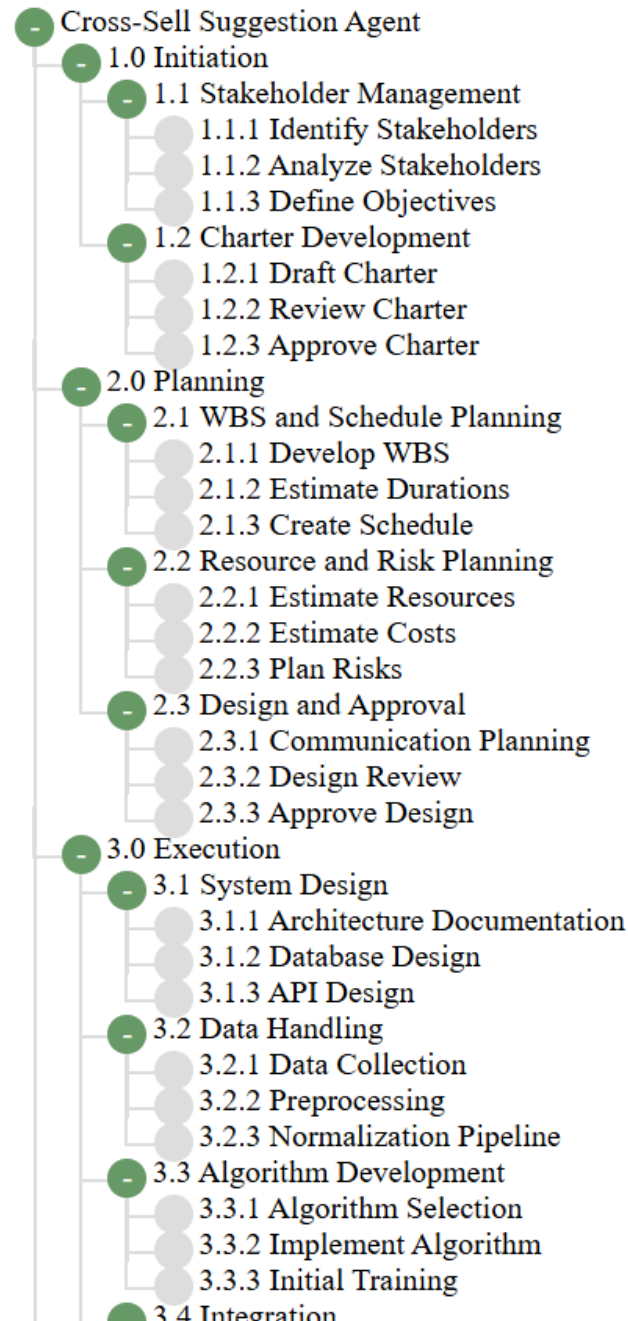 Cross-Sell Suggestion Agent
1.0 Initiation
1.1 Stakeholder Management
1.1.1 Identify Stakeholders
1.1.2 Analyze Stakeholders
1.1.3 Define Objectives
1.2 Charter Development
1.2.1 Draft Charter
1.2.2 Review Charter
1.2.3 Approve Charter
2.0 Planning
2.1 WBS and Schedule Planning
2.1.1 Develop WBS
2.1.2 Estimate Durations
2.1.3 Create Schedule
2.2 Resource and Risk Planning
2.2.1 Estimate Resources
2.2.2 Estimate Costs
2.2.3 Plan Risks
2.3 Design and Approval
2.3.1 Communication Planning
2.3.2 Design Review
2.3.3 Approve Design
3.0 Execution
3.1 System Design
3.1.1 Architecture Documentation
3.1.2 Database Design
3.1.3 API Design
3.2 Data Handling
3.2.1 Data Collection
3.2.2 Preprocessing
3.2.3 Normalization Pipeline
3.3 Algorithm Development
3.3.1 Algorithm Selection
3.3.2 Implement Algorithm
3.3.3 Initial Training
3.4 Integration